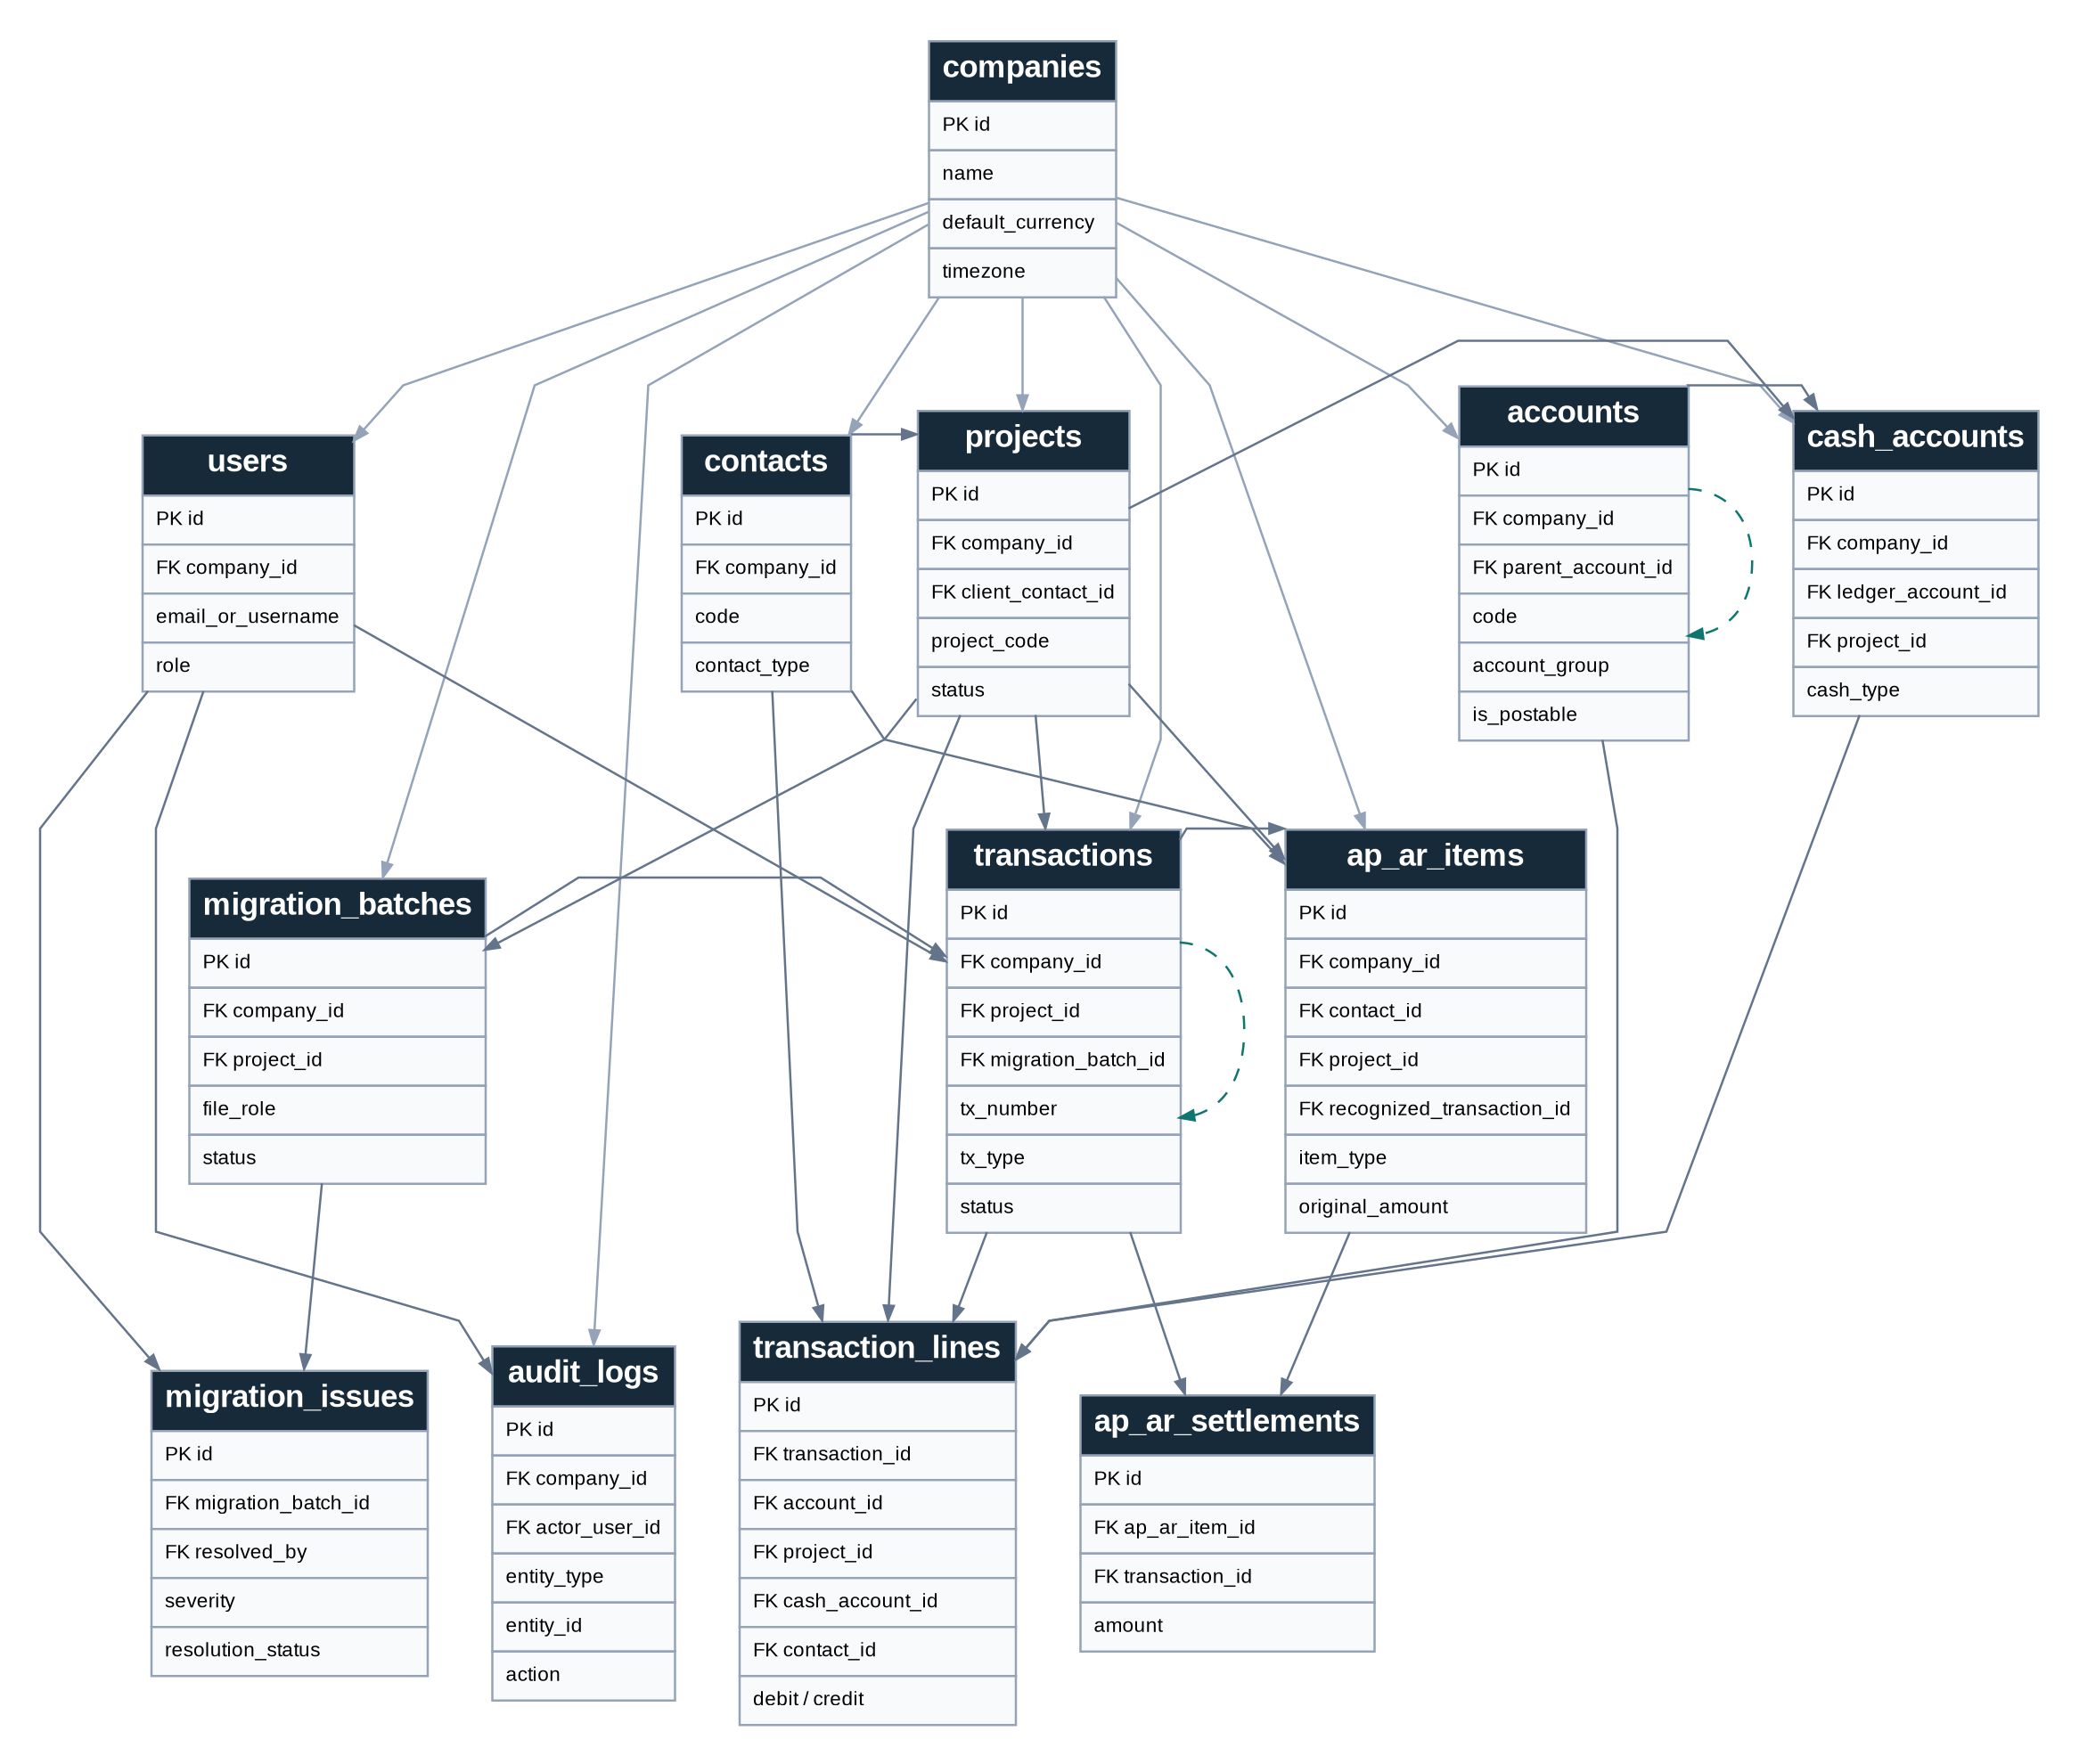 companies
PK id
name
default_currency
timezone
users
PK id
FK company_id
email_or_username
role
contacts
PK id
FK company_id
code
contact_type
projects
PK id
FK company_id
FK client_contact_id
project_code
status
accounts
PK id
FK company_id
FK parent_account_id
code
account_group
is_postable
cash_accounts
PK id
FK company_id
FK ledger_account_id
FK project_id
cash_type
migration_batches
PK id
FK company_id
FK project_id
file_role
status
transactions
PK id
FK company_id
FK project_id
FK migration_batch_id
tx_number
tx_type
status
ap_ar_items
PK id
FK company_id
FK contact_id
FK project_id
FK recognized_transaction_id
item_type
original_amount
migration_issues
PK id
FK migration_batch_id
FK resolved_by
severity
resolution_status
audit_logs
PK id
FK company_id
FK actor_user_id
entity_type
entity_id
action
transaction_lines
PK id
FK transaction_id
FK account_id
FK project_id
FK cash_account_id
FK contact_id
debit / credit
ap_ar_settlements
PK id
FK ap_ar_item_id
FK transaction_id
amount